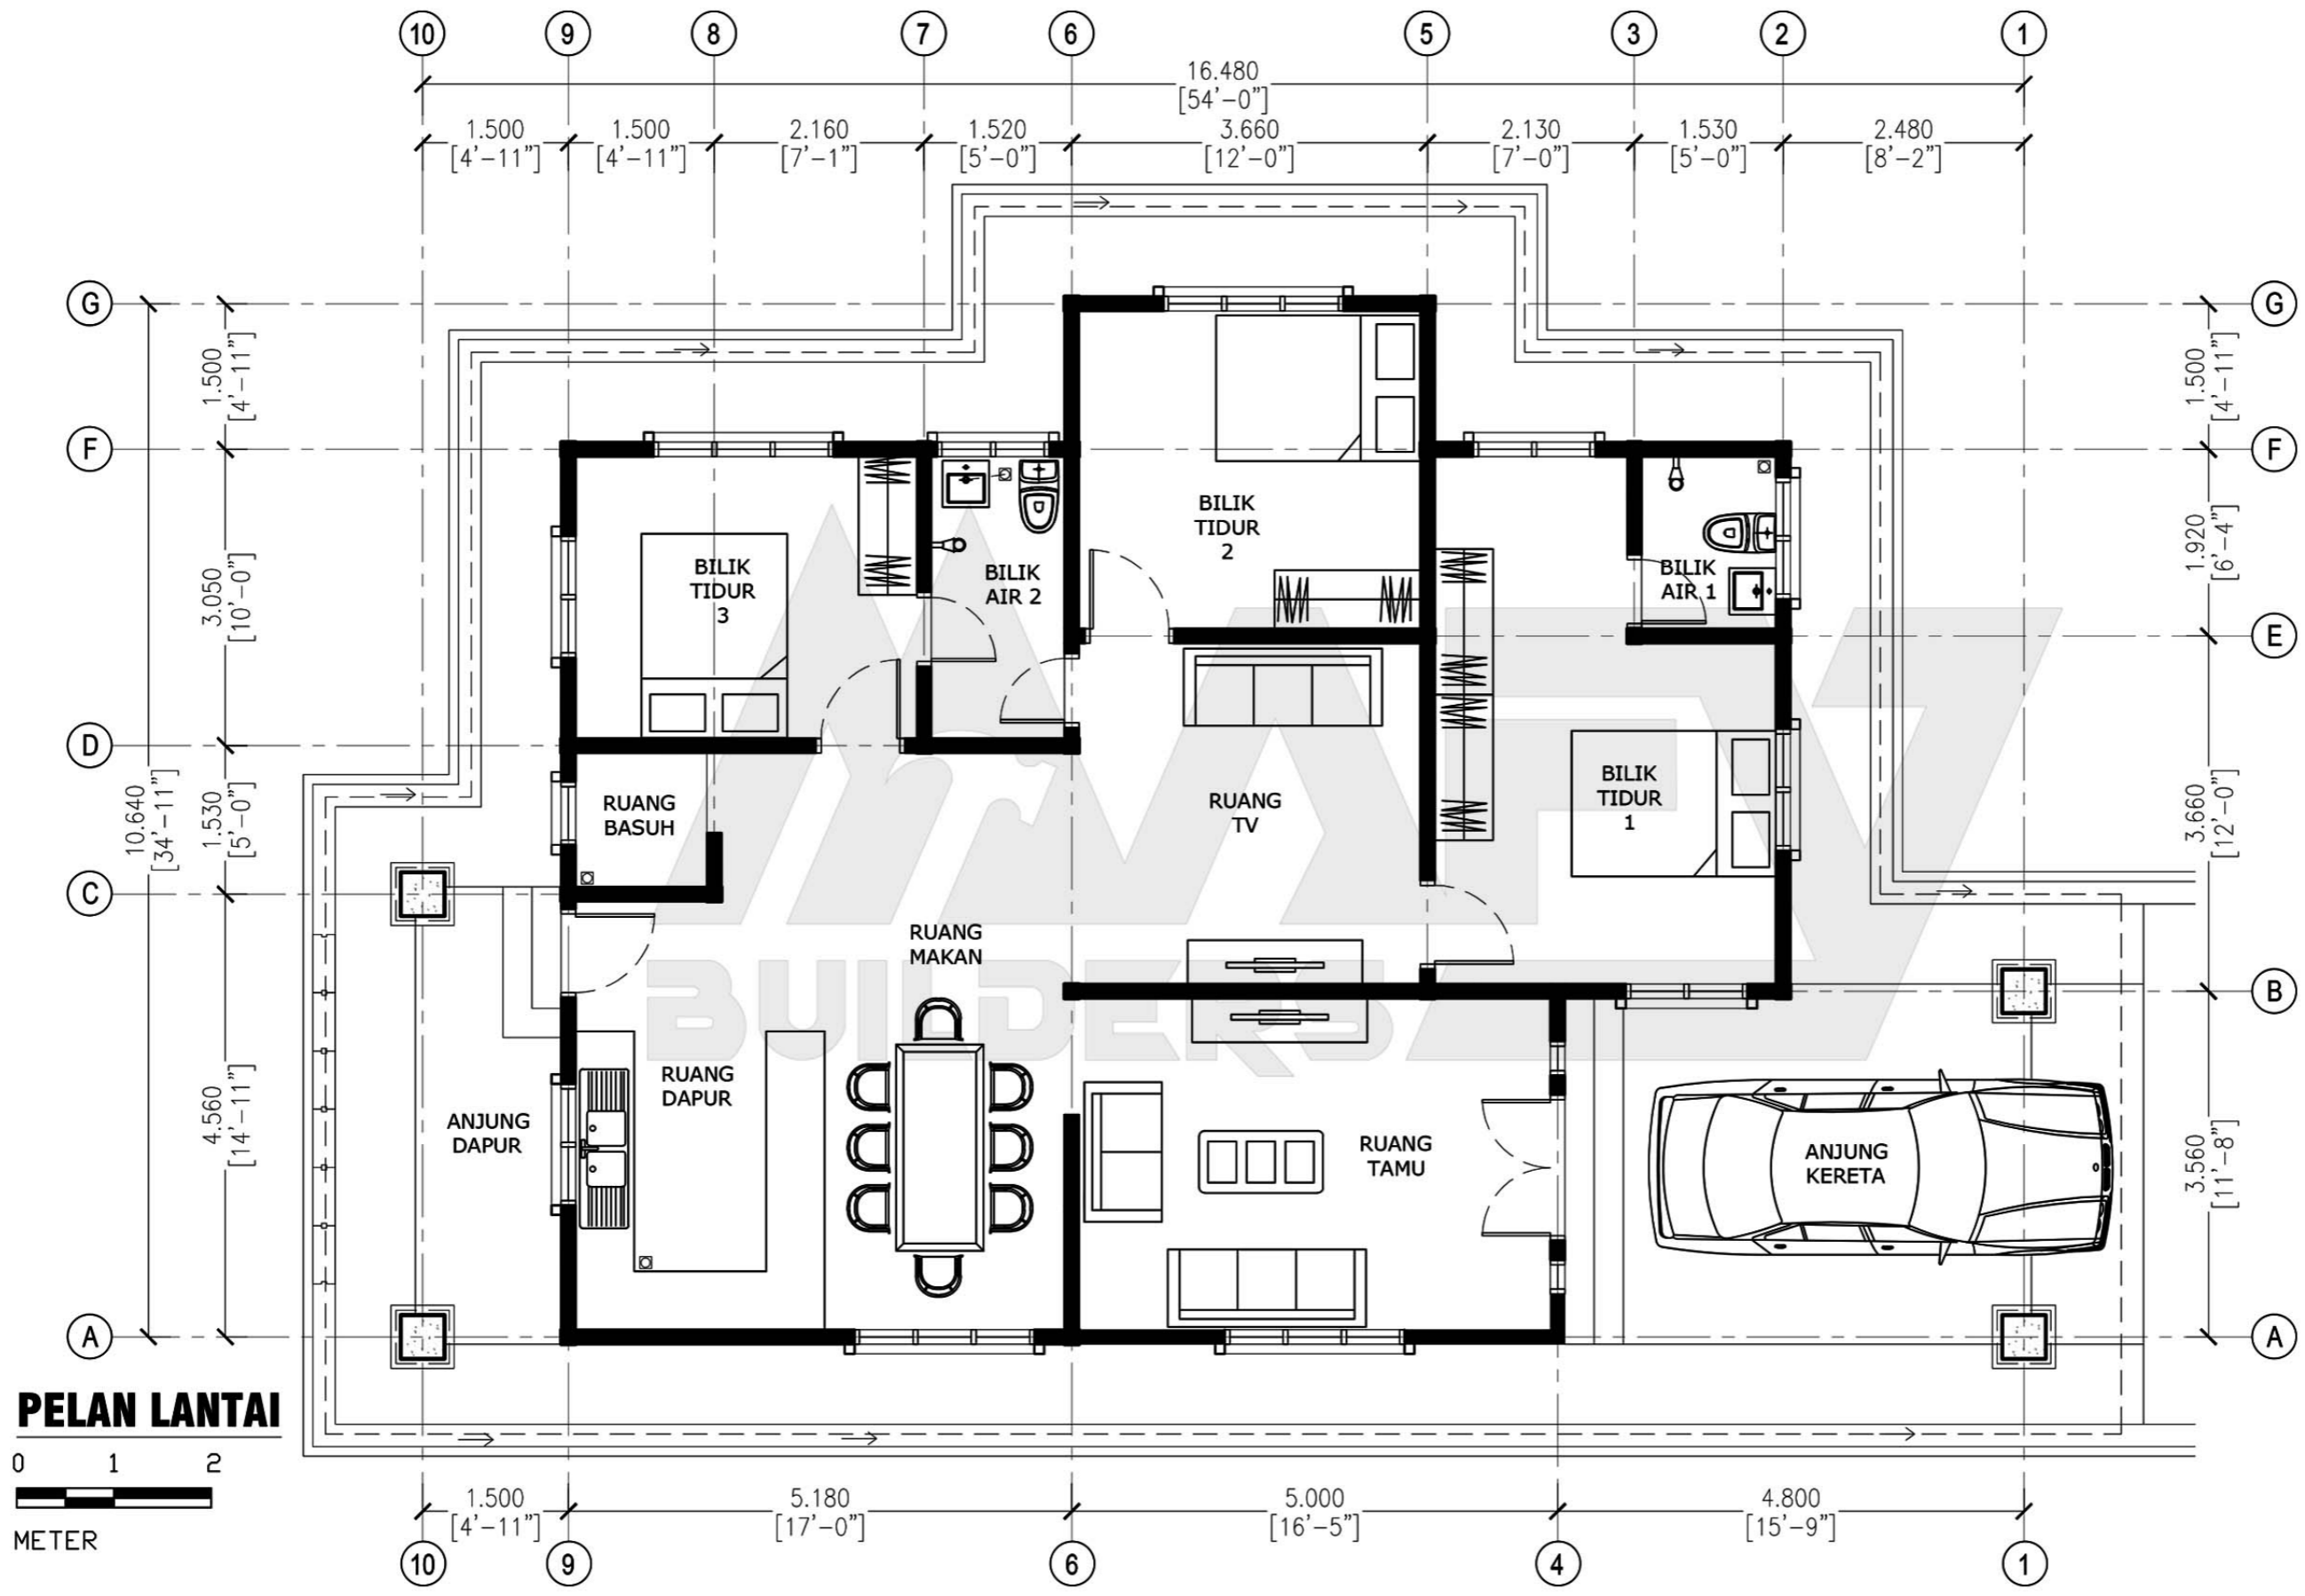 10 9 8 7 6 5 3 2 1
16.480
[54'-0"]
1.500 1.500 2.160 1.520 3.660 2.130 1.530 2.480
[4'-11"] [4'-11"] [7'-1"] [5'-0"] [12'-0"] [7'-0"] [5'-0"] [8'-2"]
G G
1.500
[4'-11"]
1.500
[4'-11"]
F F
BILIK
TIDUR
2
BILIK
TIDUR
3
BILIK
AIR 2
BILIK
AIR 1
3.050
[10'-0"]
1.920
[6'-4"]
E
D
10.640
[34'-11"]
1.530
[5'-0"]
RUANG
BASUH
RUANG
TV
BILIK
TIDUR
1
3.660
[12'-0"]
C
RUANG
MAKAN
MRY
BUILDERS
B
4.560
[14'-11"]
ANJUNG
DAPUR
RUANG
DAPUR
RUANG
TAMU
ANJUNG
KERETA
3.560
[11'-8"]
A A
PELAN LANTAI
0 1 2
METER
1.500 5.180 5.000 4.800
[4'-11"] [17'-0"] [16'-5"] [15'-9"]
10 9 6 4 1